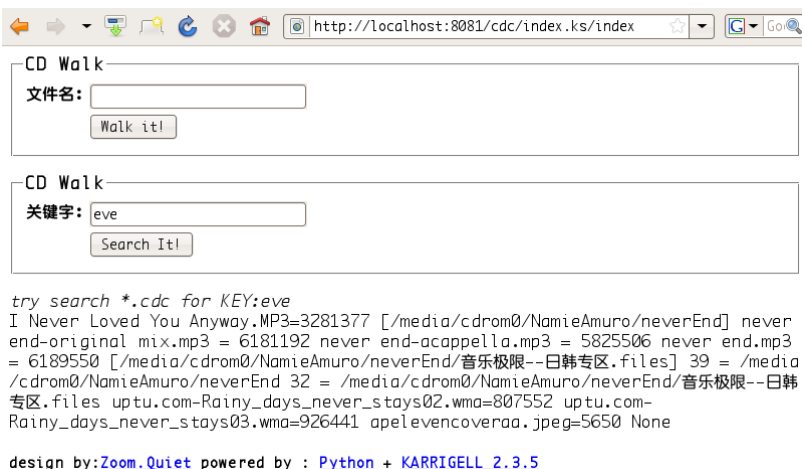 http://localhost:8081/cdc/index.ks/index
G
CD Walk
文件名:
Walk it!
CD Walk
关键字: eve
Search It!
try search *.cdc for KEY:eve
I Never Loved You Anyway.MP3=3281377 [/media/cdrom0/NamieAmuro/neverEnd] never
end-original mix.mp3 = 6181192 never end-acappella.mp3 = 5825506 never end.mp3
= 6189550 [/media/cdrom0/NamieAmuro/neverEnd/音乐极限--日韩专区.files] 39 = /media
/cdrom0/NamieAmuro/neverEnd 32 = /media/cdrom0/NamieAmuro/neverEnd/音乐极限--日韩
专区.files uptu.com-Rainy_days_never_stays02.wma=807552 uptu.com-
Rainy_days_never_stays03.wma=926441 apelevencoveraa.jpeg=5650 None
design by:Zoom.Quiet powered by : Python + KARRIGELL 2.3.5